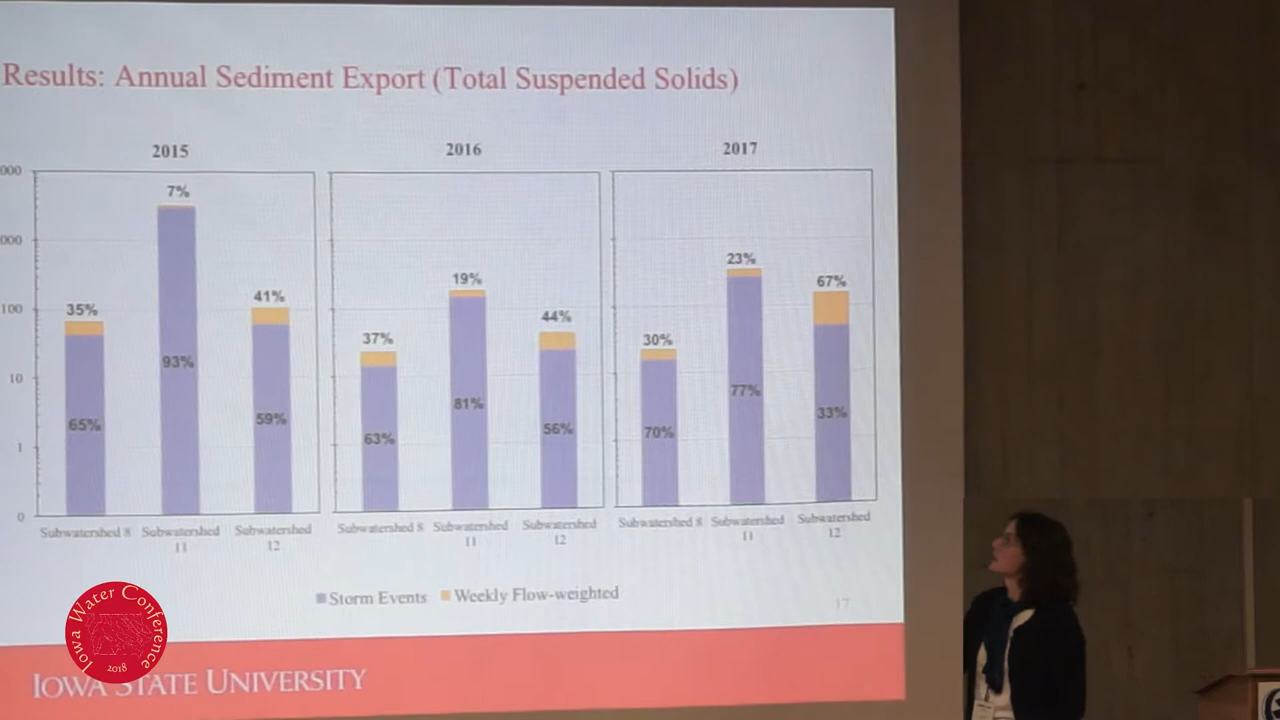 Results: Annual Sediment Export (Total Suspended Solids)
2015
2016
2017
000
000
100
10
1
0
35%
65%
7%
93%
41%
59%
37%
63%
19%
81%
44%
56%
30%
70%
23%
77%
67%
33%
Subwatershed 8
Subwatershed
11
Subwatershed
12
Subwatershed 8
Subwatershed
11
Subwatershed
12
Subwatershed 8
Subwatershed
11
Subwatershed
12
Storm Events
Weekly Flow-weighted
17
Iowa Water Conference
2018
IOWA STATE UNIVERSITY